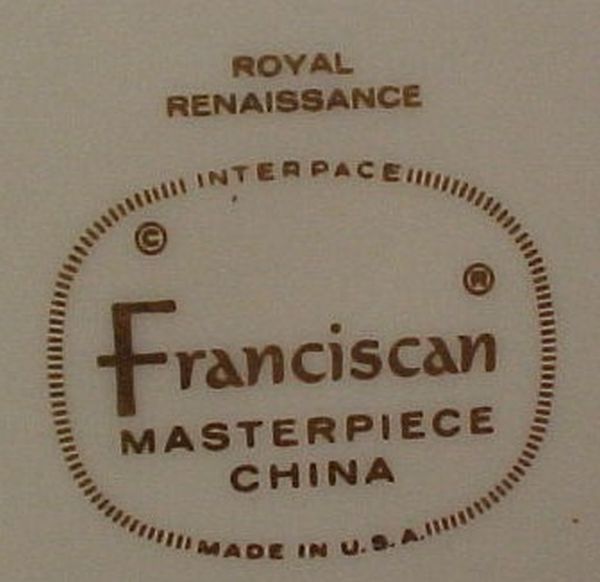 ROYAL
RENAISSANCE
INTERPACE
©
®
Franciscan
MASTERPIECE
CHINA
MADE IN U.S.A.